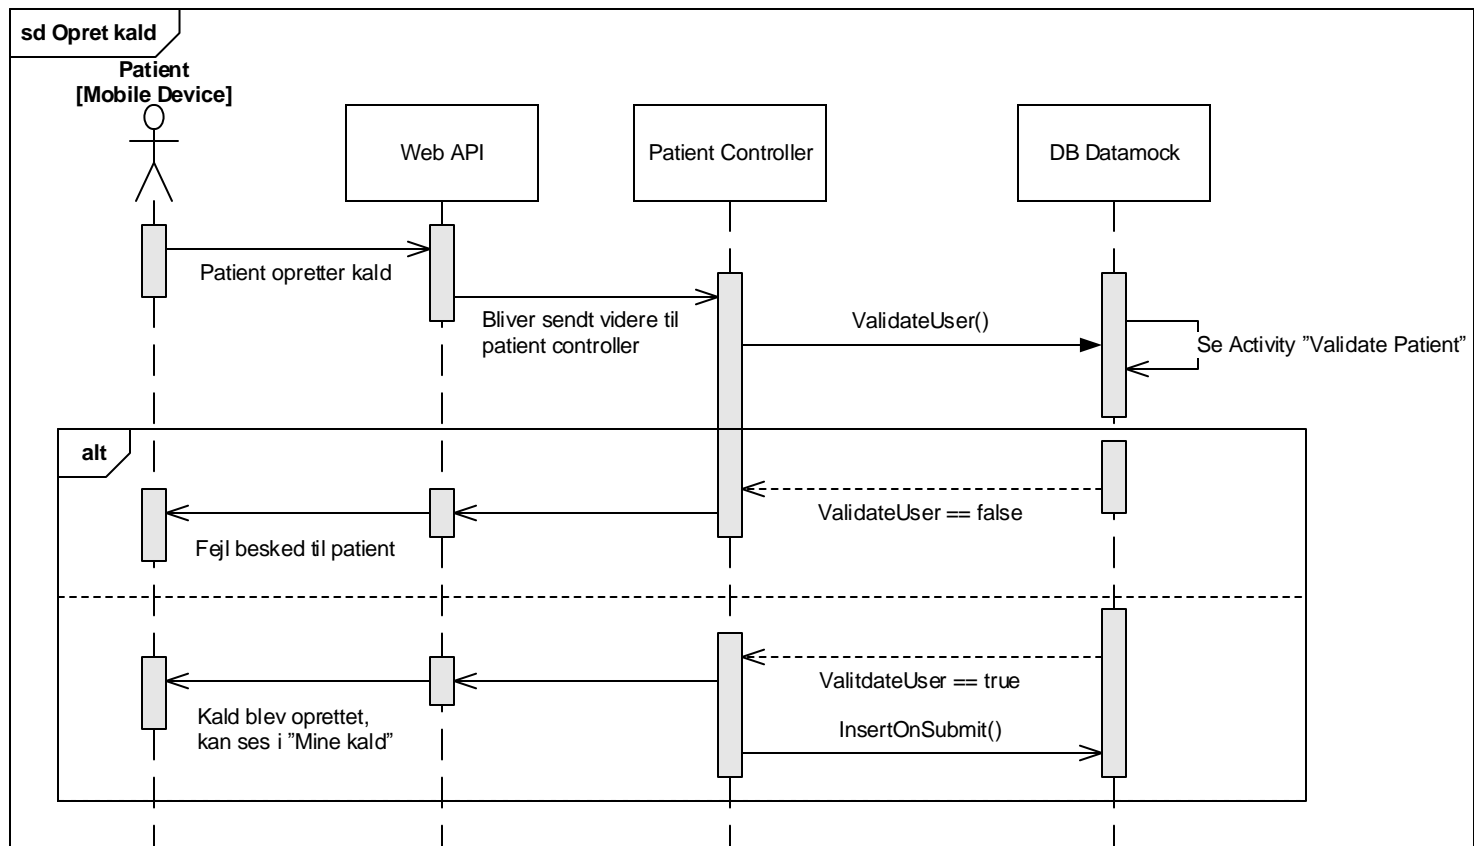 sd Opret kald
Patient
[Mobile Device]
Web API
Patient Controller
DB Datamock
Patient opretter kald
Bliver sendt videre til
patient controller
ValidateUser()
Se Activity ”Validate Patient”
alt
ValidateUser == false
Fejl besked til patient
ValitdateUser == true
Kald blev oprettet,
kan ses i ”Mine kald”
InsertOnSubmit()